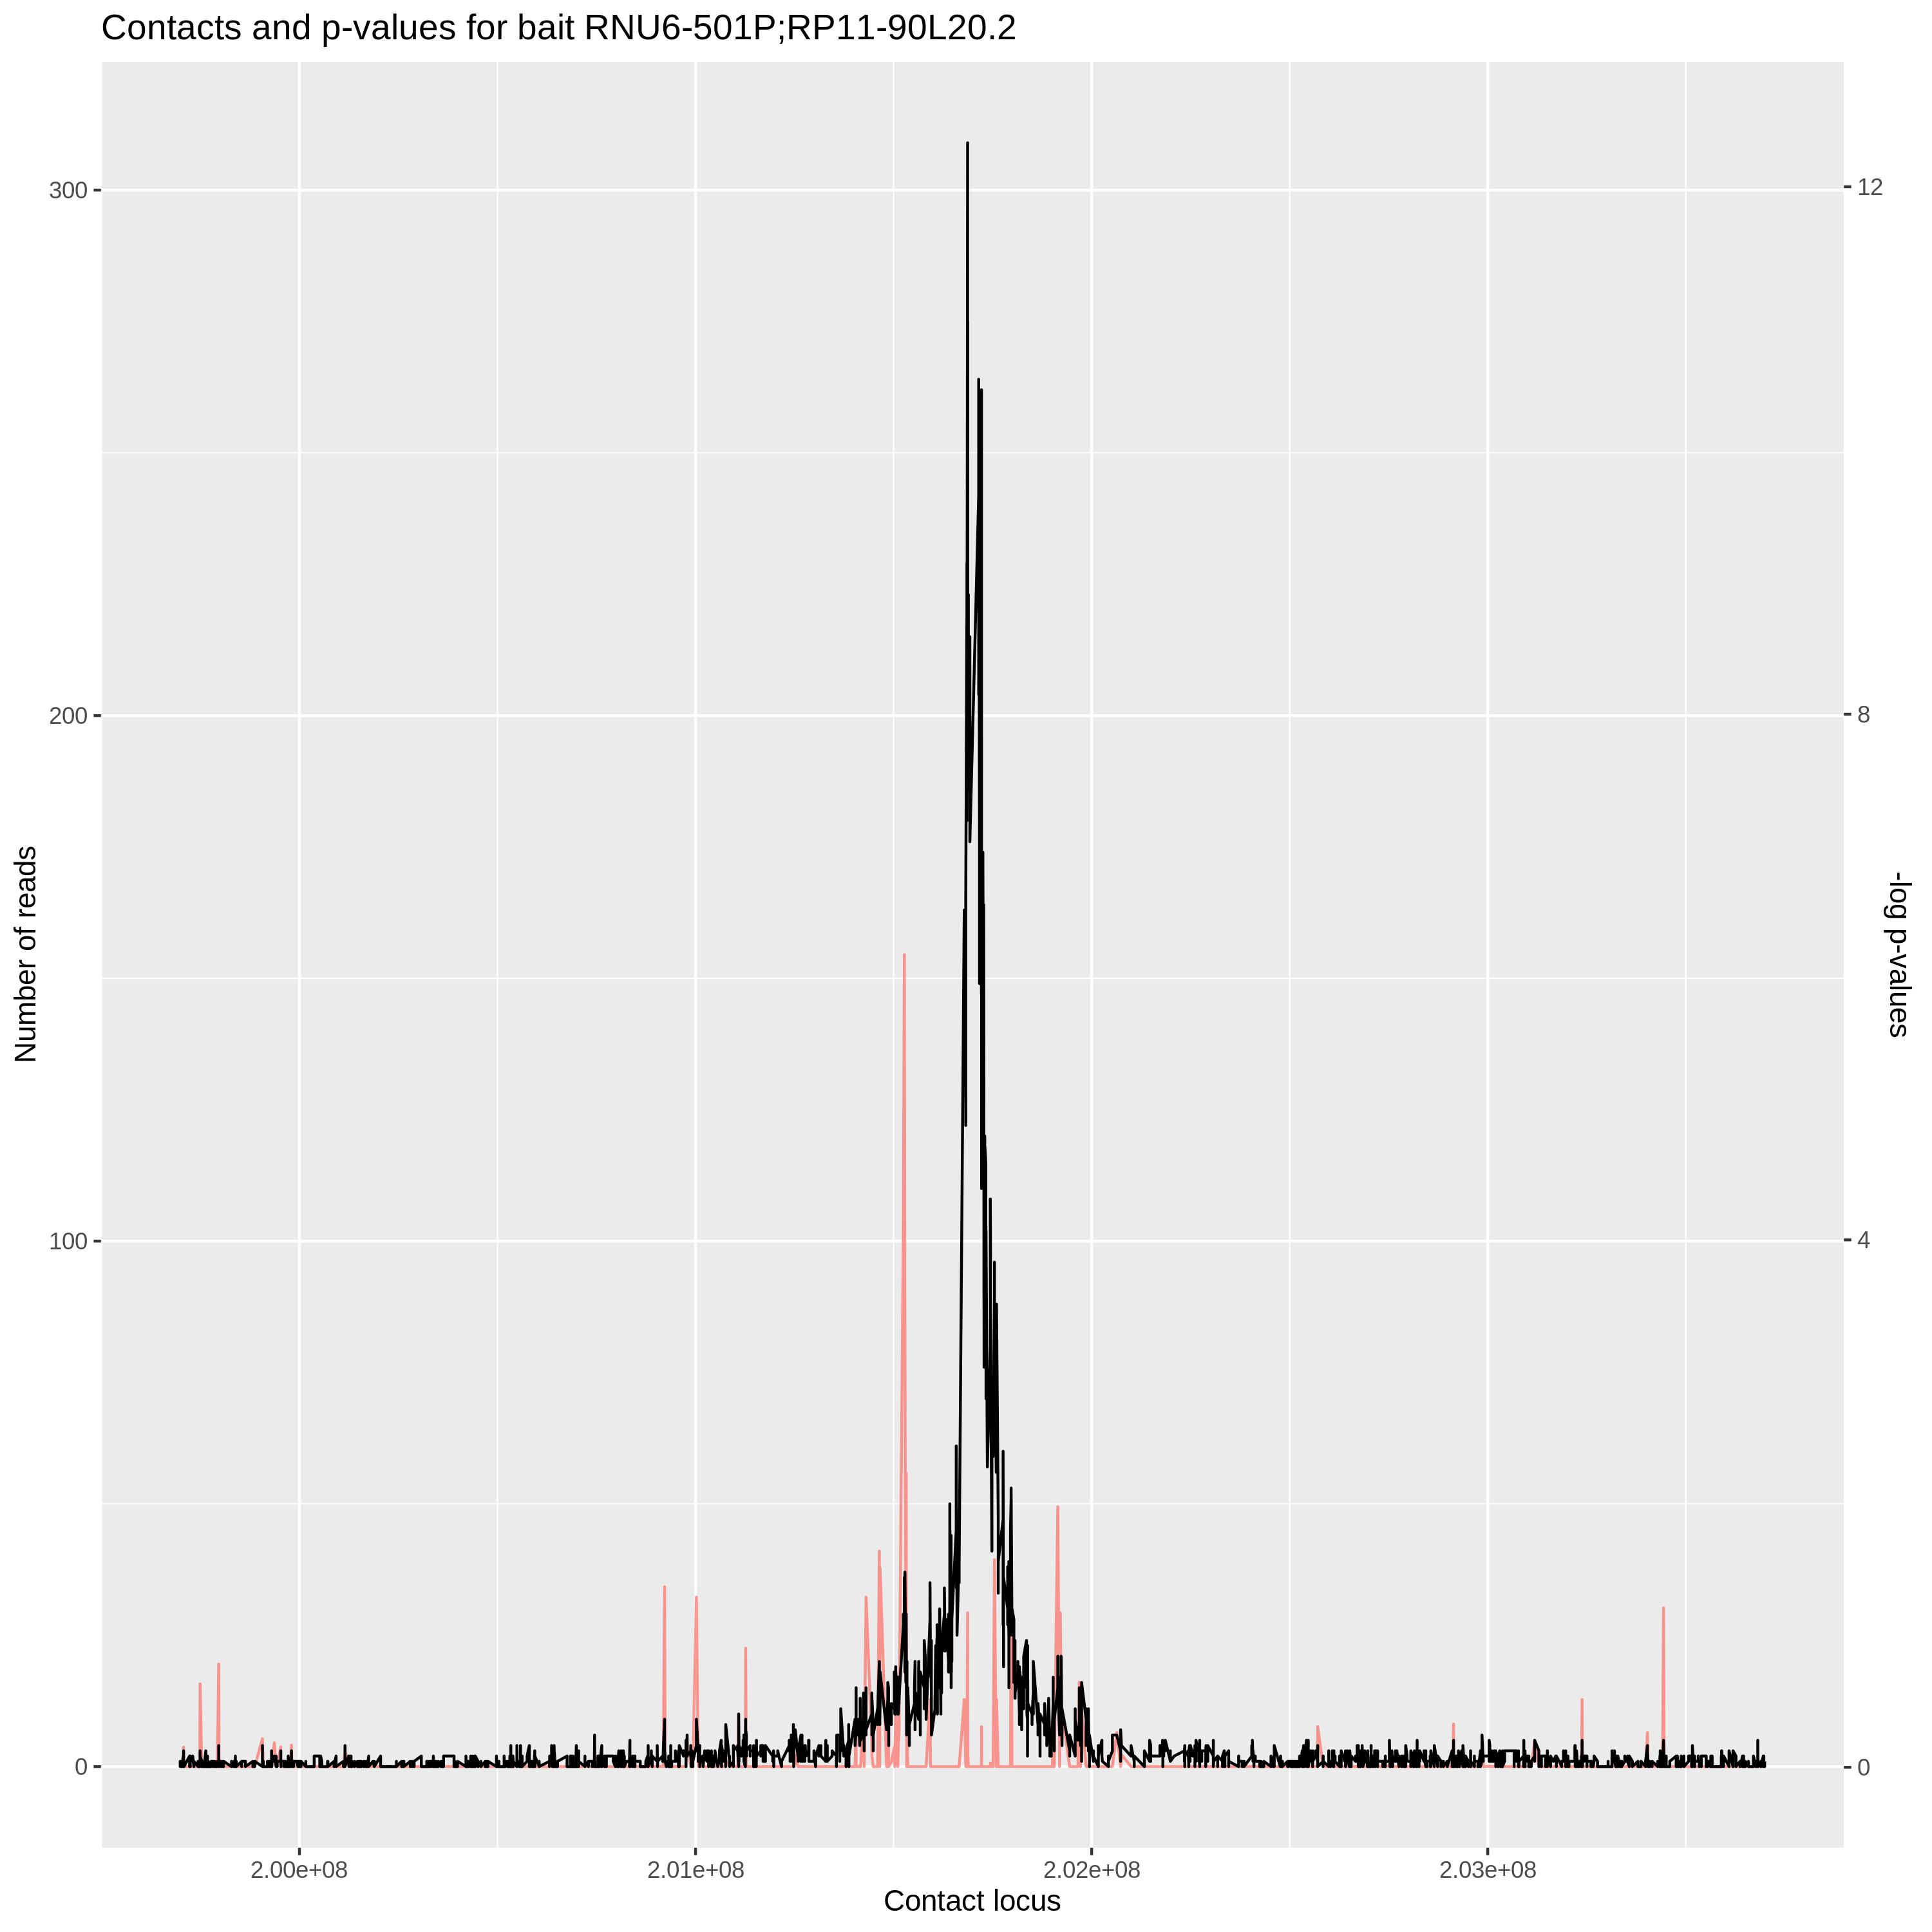 Contacts and p-values for bait RNU6-501P;RP11-90L20.2
300
200
100
0
Number of reads
12
8
4
0
-log p-values
2.00e+08
2.01e+08
2.02e+08
2.03e+08
Contact locus